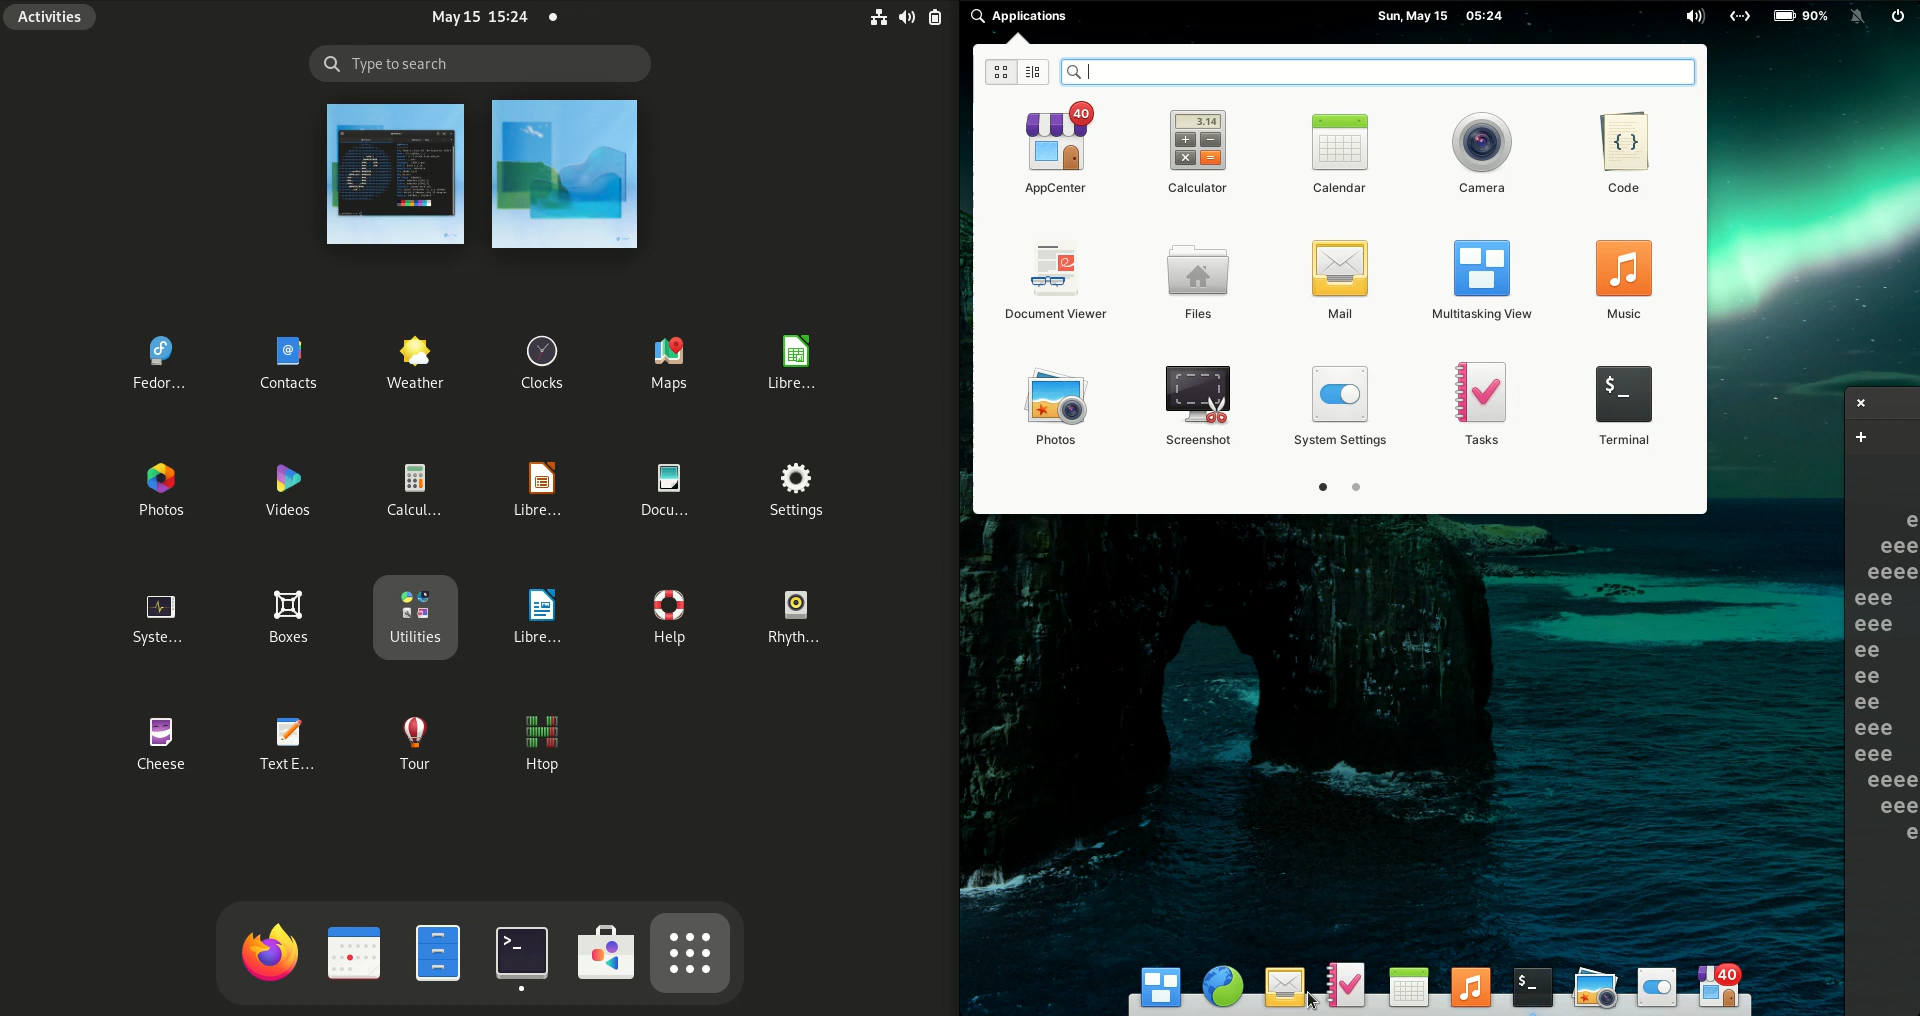 Activities
May 15 15:24
Type to search
Fedor...
Contacts
Weather
Clocks
Maps
Libre...
Photos
Videos
Calcul...
Libre...
Docu...
Settings
Syste...
Boxes
Utilities
Libre...
Help
Rhyth...
Cheese
Text E...
Tour
Htop
>_
Applications
Sun, May 15 05:24
90%
40
3.14
AppCenter
Calculator
Calendar
Camera
{ }
Code
Document Viewer
Files
Mail
Multitasking View
Music
$_
Photos
Screenshot
System Settings
Tasks
Terminal
e
eee
eeee
eee
eee
ee
ee
ee
eee
eee
eeee
eee
e
$_
40